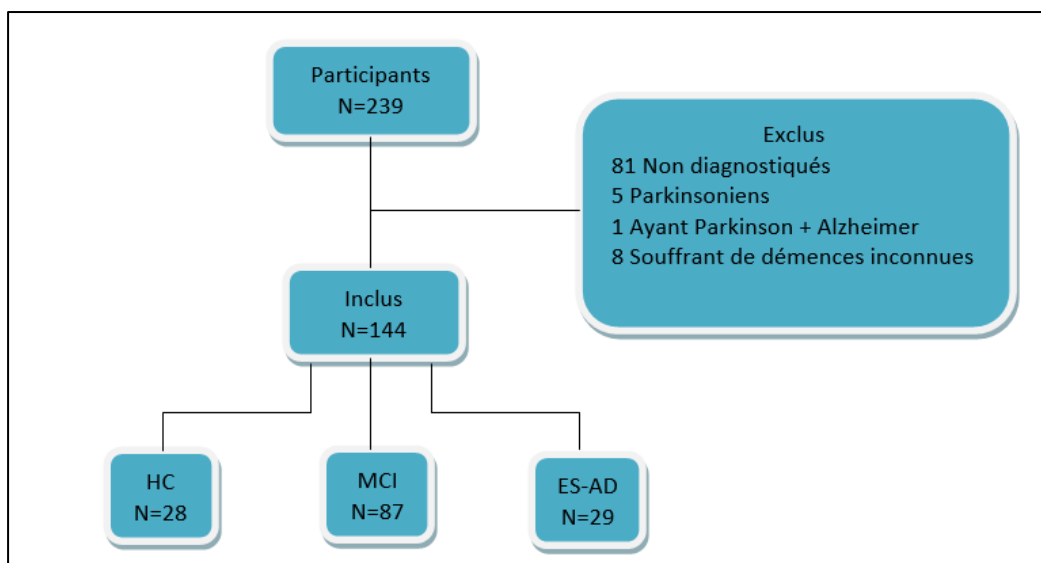 Participants
N=239
Exclus
81 Non diagnostiqués
5 Parkinsoniens
1 Ayant Parkinson + Alzheimer
8 Souffrant de démences inconnues
Inclus
N=144
HC
N=28
MCI
N=87
ES-AD
N=29